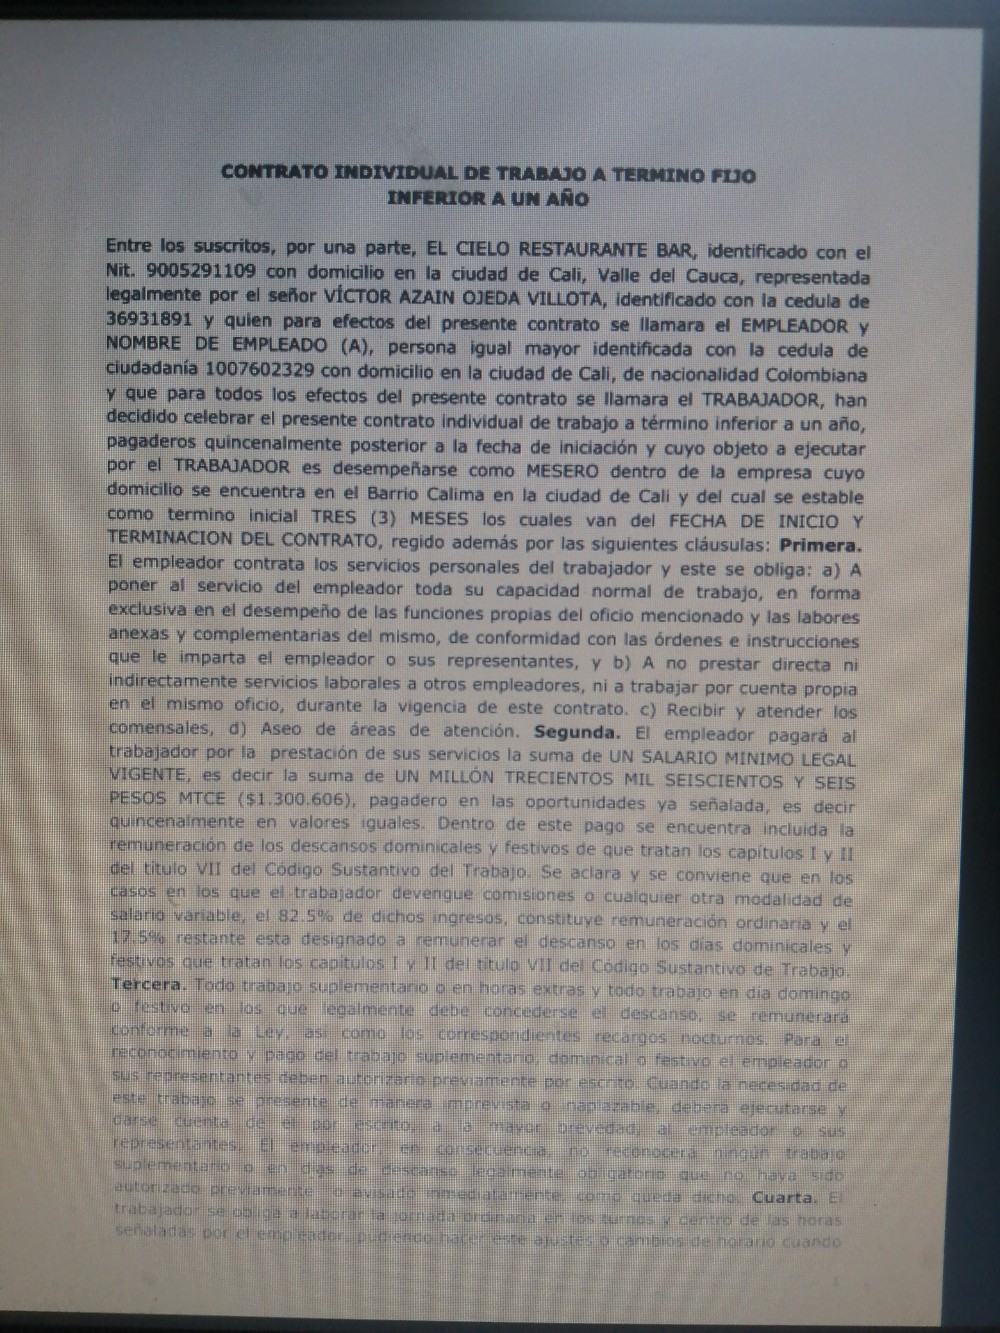 CONTRATO INDIVIDUAL DE TRABAJO A TERMINO FIJO
INFERIOR A UN AÑO
Entre los suscritos, por una parte, EL CIELO RESTAURANTE BAR, identificado con el
Nit. 9005291109 con domicilio en la ciudad de Cali, Valle del Cauca, representada
legalmente por el señor VÍCTOR AZAIN OJEDA VILLOTA, identificado con la cedula de
36931891 y quien para efectos del presente contrato se llamara el EMPLEADOR y
NOMBRE DE EMPLEADO (A), persona igual mayor identificada con la cedula de
ciudadanía 1007602329 con domicilio en la ciudad de Cali, de nacionalidad Colombiana
y que para todos los efectos del presente contrato se llamara el TRABAJADOR, han
decidido celebrar el presente contrato individual de trabajo a término inferior a un año,
pagaderos quincenalmente posterior a la fecha de iniciación y cuyo objeto a ejecutar
por el TRABAJADOR es desempeñarse como MESERO dentro de la empresa cuyo
domicilio se encuentra en el Barrio Calima en la ciudad de Cali y del cual se estable
como termino inicial TRES (3) MESES los cuales van del FECHA DE INICIO Y
TERMINACION DEL CONTRATO, regido además por las siguientes cláusulas: Primera.
El empleador contrata los servicios personales del trabajador y este se obliga: a) A
poner al servicio del empleador toda su capacidad normal de trabajo, en forma
exclusiva en el desempeño de las funciones propias del oficio mencionado y las labores
anexas y complementarias del mismo, de conformidad con las órdenes e instrucciones
que le imparta el empleador o sus representantes, y b) A no prestar directa ni
indirectamente servicios laborales a otros empleadores, ni a trabajar por cuenta propia
en el mismo oficio, durante la vigencia de este contrato. c) Recibir y atender los
comensales, d) Aseo de áreas de atención. Segunda. El empleador pagará al
trabajador por la prestación de sus servicios la suma de UN SALARIO MINIMO LEGAL
VIGENTE, es decir la suma de UN MILLÓN TRECIENTOS MIL SEISCIENTOS Y SEIS
PESOS MTCE ($1.300.606), pagadero en las oportunidades ya señalada, es decir
quincenalmente en valores iguales. Dentro de este pago se encuentra incluida la
remuneración de los descansos dominicales y festivos de que tratan los capítulos I y II
del título VII del Código Sustantivo del Trabajo. Se aclara y se conviene que en los
casos en los que el trabajador devengue comisiones o cualquier otra modalidad de
salario variable, el 82.5% de dichos ingresos, constituye remuneración ordinaria y el
17.5% restante esta designado a remunerar el descanso en los días dominicales y
festivos que tratan los capítulos I y II del título VII del Código Sustantivo de Trabajo.
Tercera. Todo trabajo suplementario o en horas extras y todo trabajo en día domingo
o festivo en los que legalmente debe concederse el descanso, se remunerará
conforme a la Ley, así como los correspondientes recargos nocturnos. Para el
reconocimiento y pago del trabajo suplementario, dominical o festivo el empleador o
sus representantes deben autorizarlo previamente por escrito. Cuando la necesidad de
este trabajo se presente de manera imprevista o inaplazable, deberá ejecutarse y
darse cuenta de él por escrito, a la mayor brevedad, al empleador o sus
representantes. El empleador, en consecuencia, no reconocerá ningún trabajo
suplementario o en días de descanso legalmente obligatorio que no haya sido
autorizado previamente o avisado inmediatamente, como queda dicho. Cuarta. El
trabajador se obliga a laborar la jornada ordinaria en los turnos y dentro de las horas
señaladas por el empleador, pudiendo hacer este ajustes o cambios de horario cuando